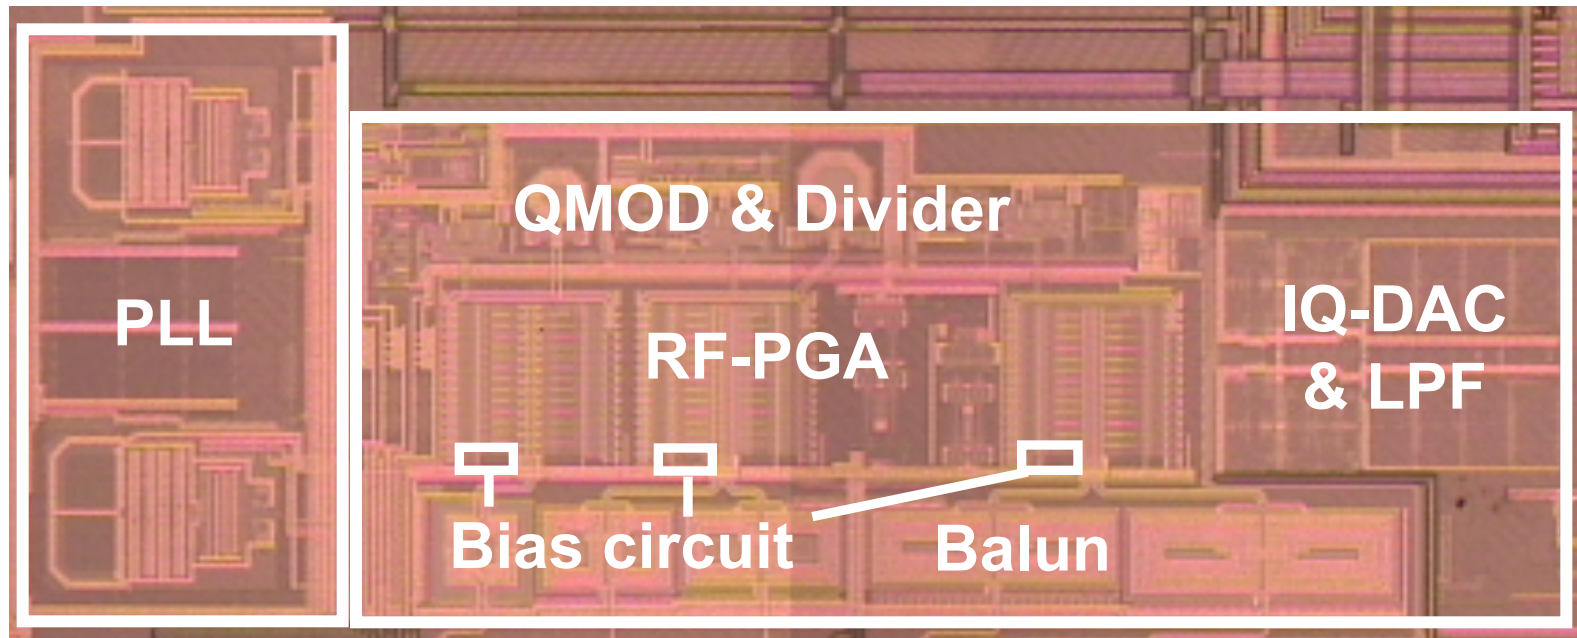 QMOD & Divider
PLL
RF-PGA
IQ-DAC
& LPF
Bias circuit
Balun